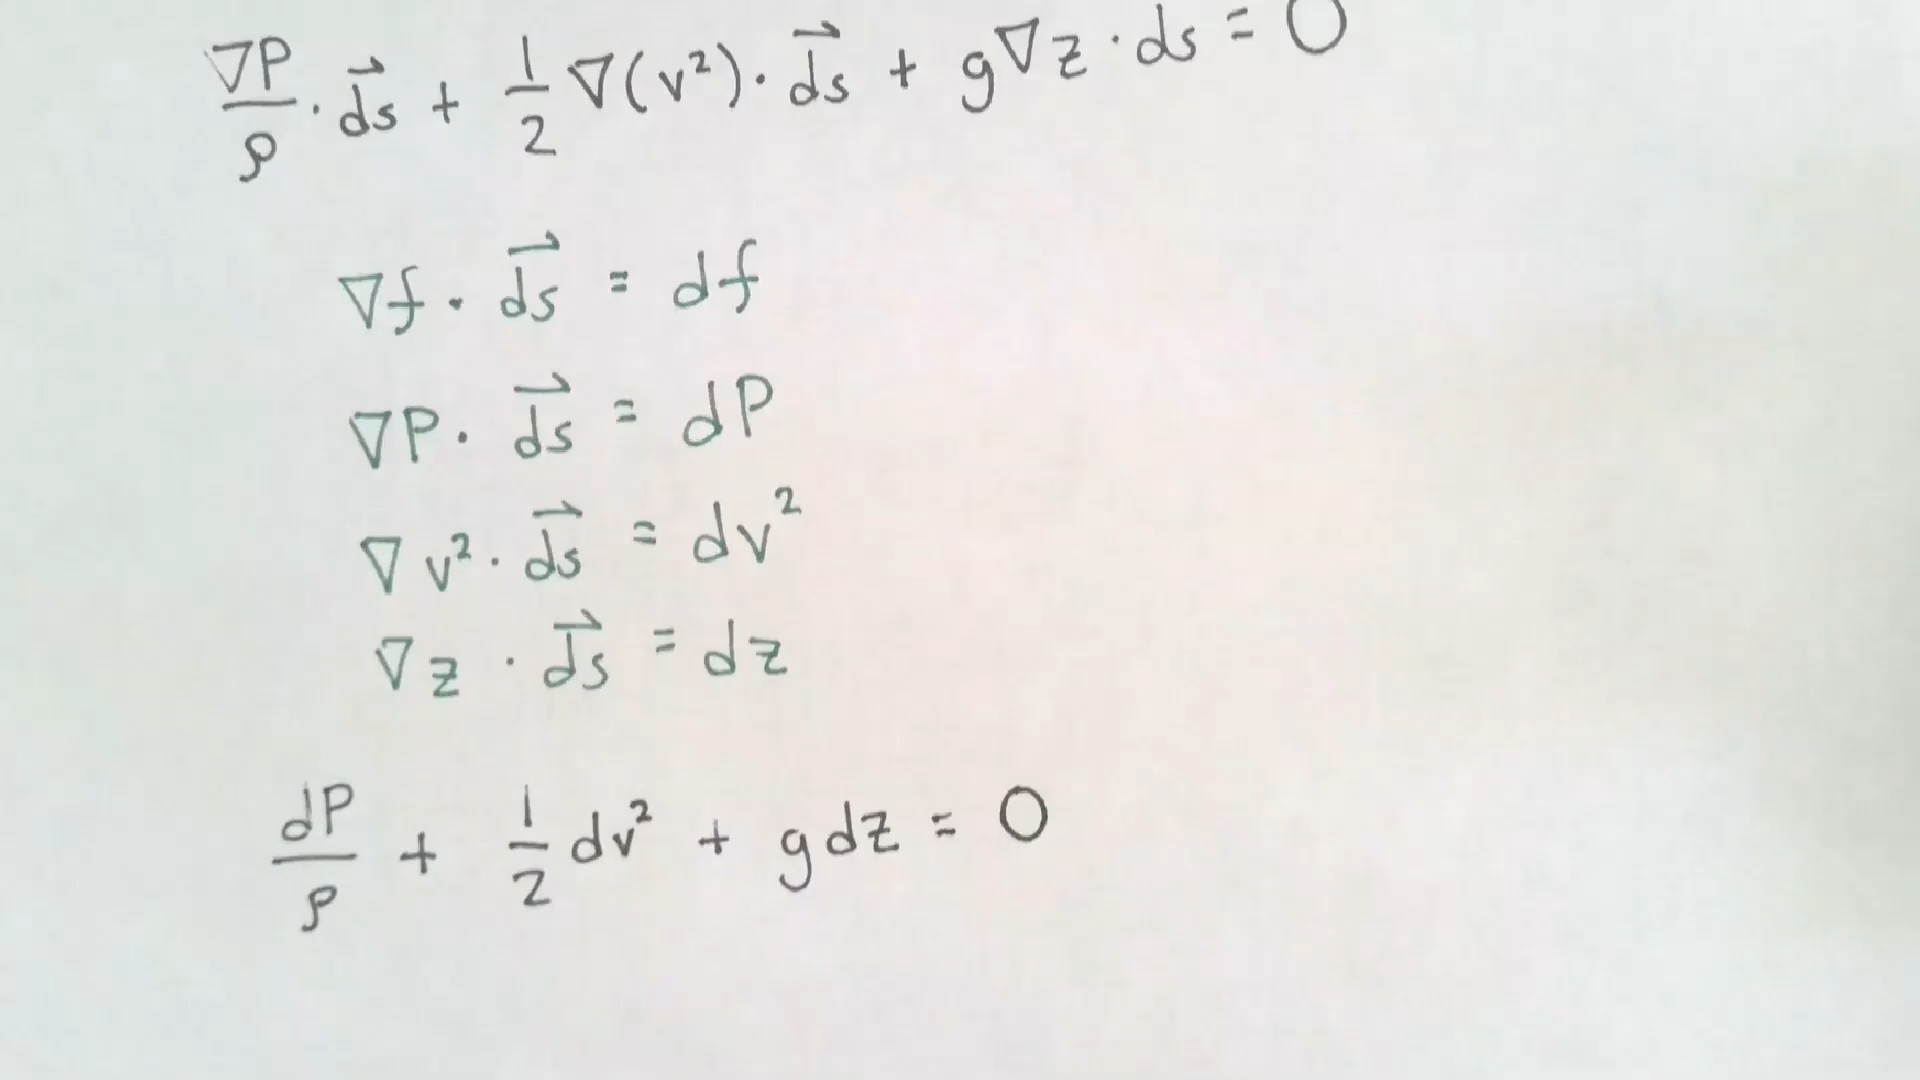 ∇P/ρ · d⃗s + 1/2 ∇(v²) · d⃗s + g∇z · ds = 0
∇f · d⃗s = df
∇P · d⃗s = dP
∇v² · d⃗s = dv²
∇z · d⃗s = dz
dP/ρ + 1/2 dv² + gdz = 0